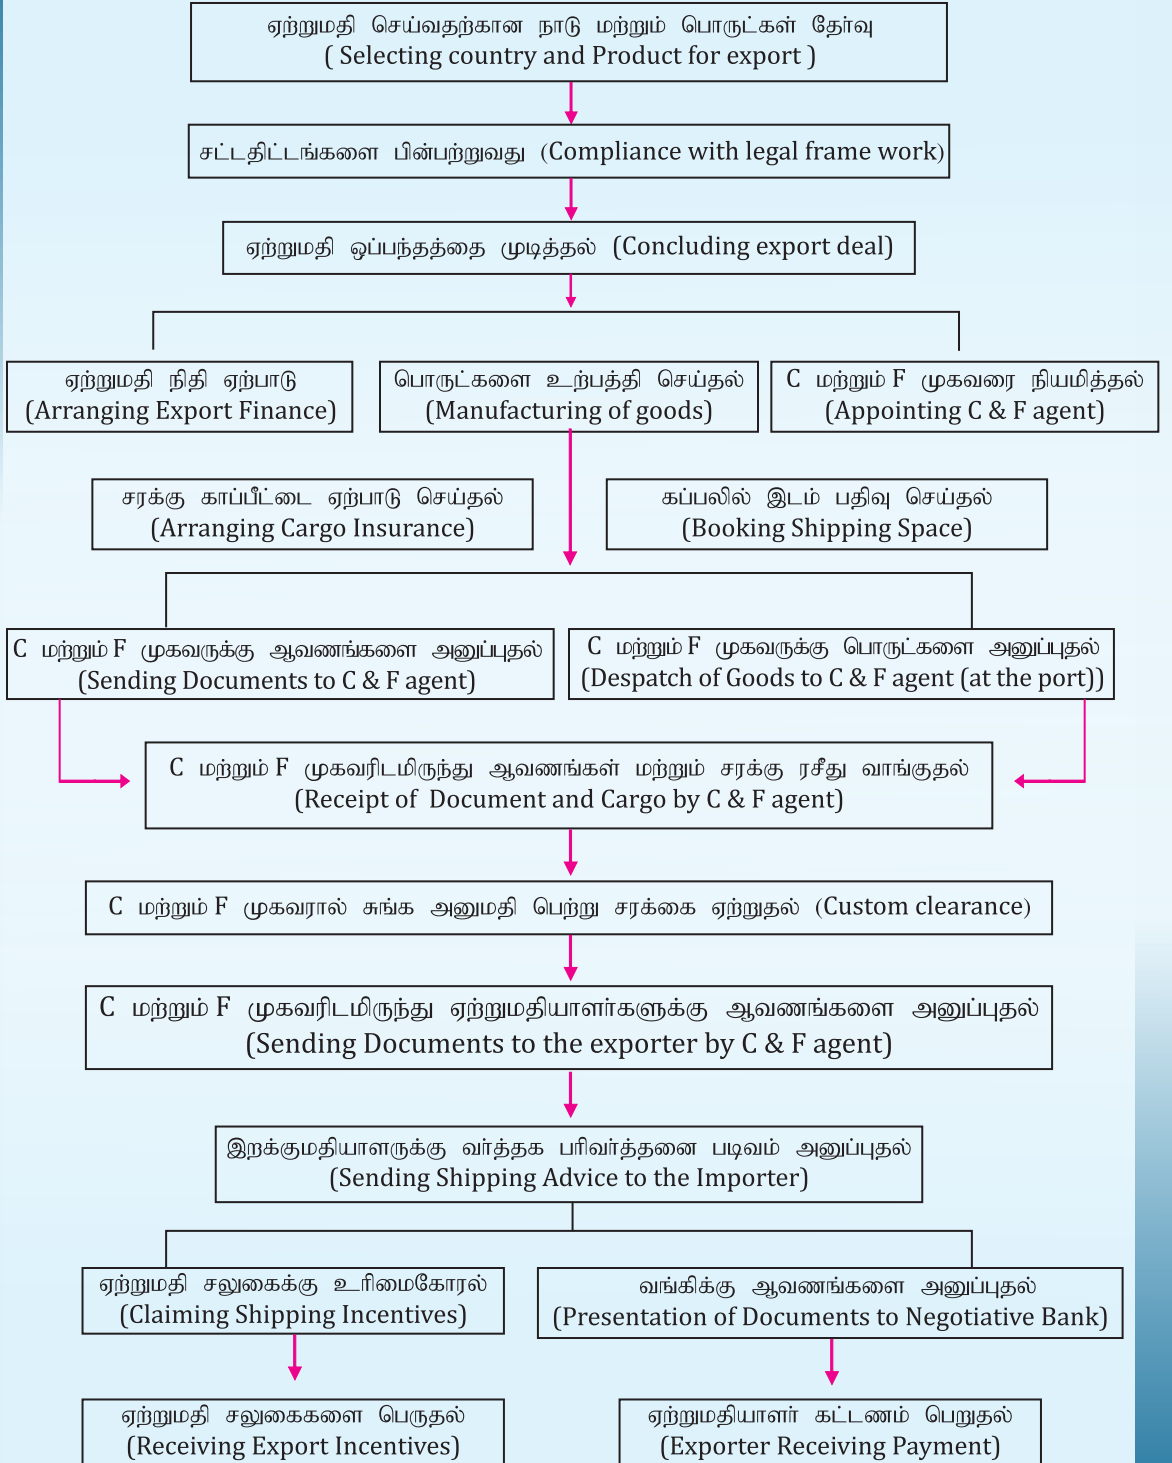 ஏற்றுமதி செய்வதற்கான நாடு மற்றும் பொருட்கள் தேர்வு
( Selecting country and Product for export )
சட்டதிட்டங்களை பின்பற்றுவது (Compliance with legal frame work)
ஏற்றுமதி ஒப்பந்தத்தை முடித்தல் (Concluding export deal)
ஏற்றுமதி நிதி ஏற்பாடு
(Arranging Export Finance)
பொருட்களை உற்பத்தி செய்தல்
(Manufacturing of goods)
C மற்றும் F முகவரை நியமித்தல்
(Appointing C & F agent)
சரக்கு காப்பீட்டை ஏற்பாடு செய்தல்
(Arranging Cargo Insurance)
கப்பலில் இடம் பதிவு செய்தல்
(Booking Shipping Space)
C மற்றும் F முகவருக்கு ஆவணங்களை அனுப்புதல்
(Sending Documents to C & F agent)
C மற்றும் F முகவருக்கு பொருட்களை அனுப்புதல்
(Despatch of Goods to C & F agent (at the port))
C மற்றும் F முகவரிடமிருந்து ஆவணங்கள் மற்றும் சரக்கு ரசீது வாங்குதல்
(Receipt of Document and Cargo by C & F agent)
C மற்றும் F முகவரால் சுங்க அனுமதி பெற்று சரக்கை ஏற்றுதல் (Custom clearance)
C மற்றும் F முகவரிடமிருந்து ஏற்றுமதியாளர்களுக்கு ஆவணங்களை அனுப்புதல்
(Sending Documents to the exporter by C & F agent)
இறக்குமதியாளருக்கு வர்த்தக பரிவர்த்தனை படிவம் அனுப்புதல்
(Sending Shipping Advice to the Importer)
ஏற்றுமதி சலுகைக்கு உரிமைகோரல்
(Claiming Shipping Incentives)
வங்கிக்கு ஆவணங்களை அனுப்புதல்
(Presentation of Documents to Negotiative Bank)
ஏற்றுமதி சலுகைகளை பெருதல்
(Receiving Export Incentives)
ஏற்றுமதியாளர் கட்டணம் பெறுதல்
(Exporter Receiving Payment)